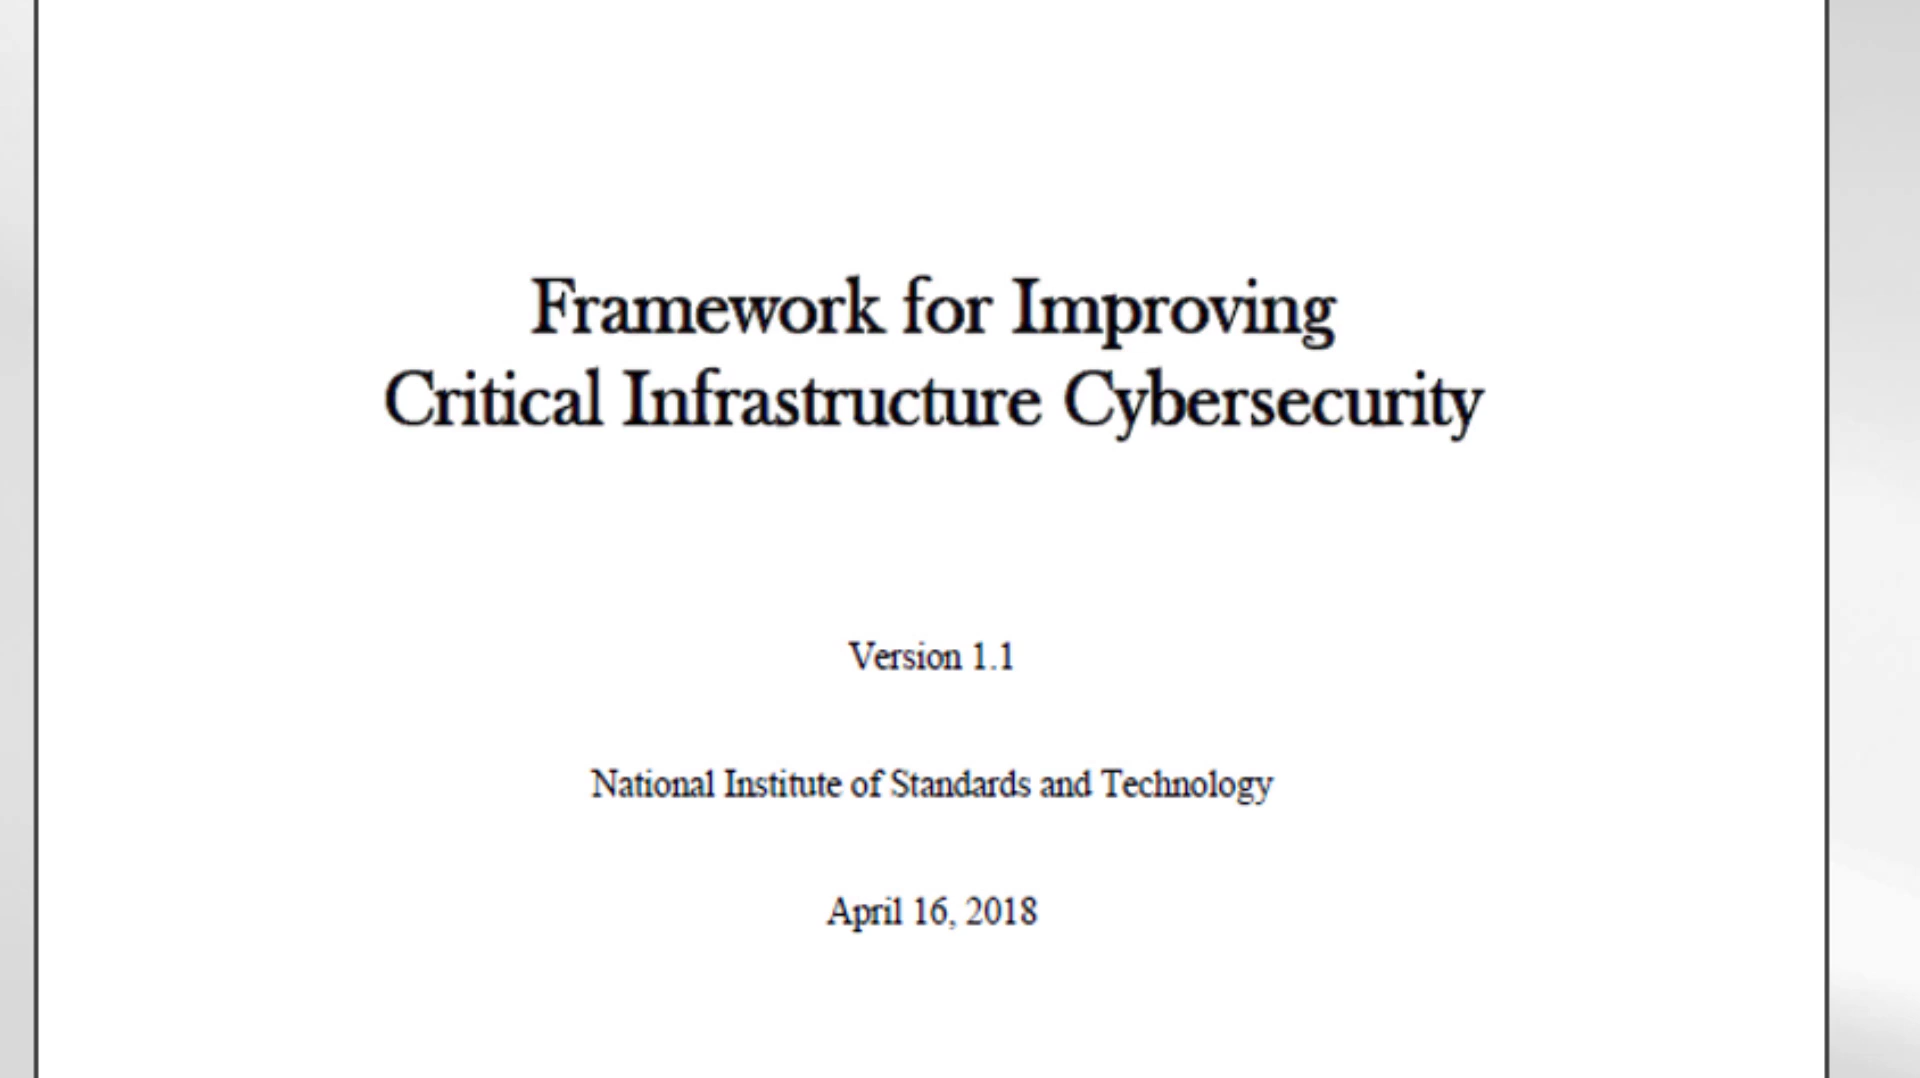 Framework for Improving
Critical Infrastructure Cybersecurity
Version 1.1
National Institute of Standards and Technology
April 16, 2018